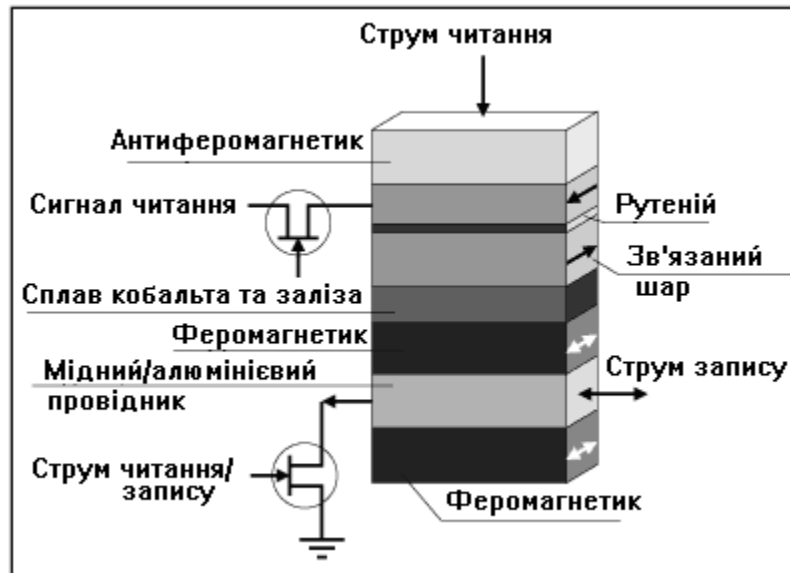 Струм читання
Антиферомагнетик
Сигнал читання
Рутеній
Зв'язаний
шар
Сплав кобальта та заліза
Феромагнетик
Мідний/алюмінієвий
провідник
Струм запису
Струм читання/
запису
Феромагнетик